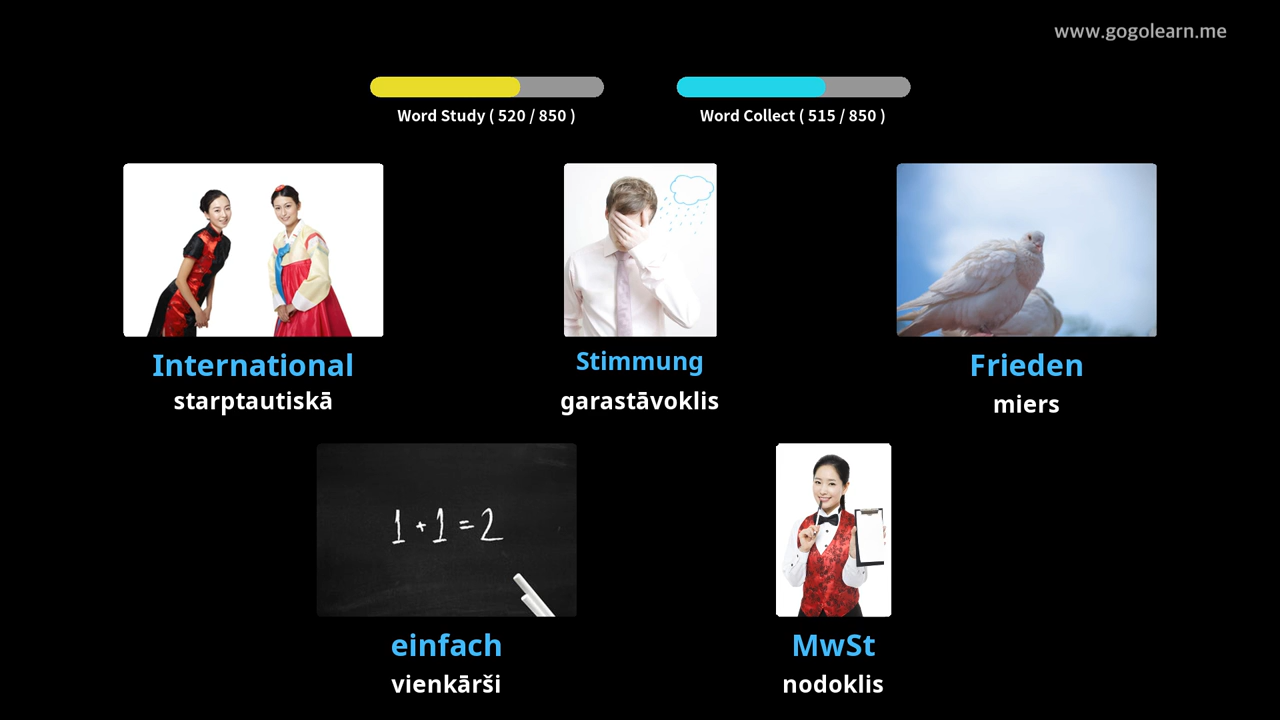 www.gogolearn.me
Word Study ( 520 / 850 )
Word Collect ( 515 / 850 )
International
starptautiskā
Stimmung
garastāvoklis
Frieden
miers
1 + 1 = 2
einfach
vienkārši
MwSt
nodoklis